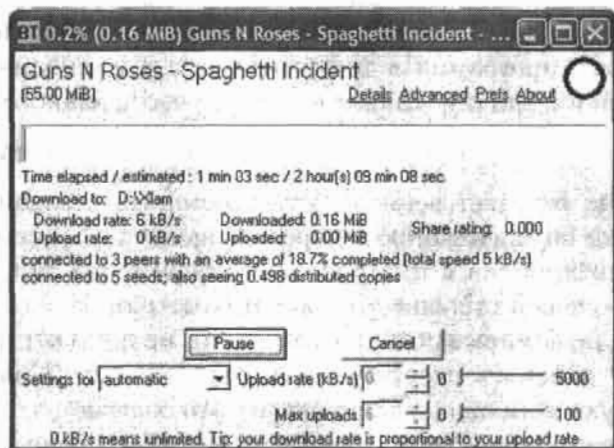 BT 0.2% (0.16 MiB) Guns N Roses - Spaghetti Incident - ...
Guns N Roses - Spaghetti Incident
(55.00 MiB) Details Advanced Prefs About
Time elapsed / estimated : 1 min 03 sec / 2 hour(s) 09 min 08 sec
Download to: D:\Xlam
Download rate: 6 kB/s Downloaded: 0.16 MiB Share rating: 0.000
Upload rate: 0 kB/s Uploaded: 0.00 MiB
connected to 3 peers with an average of 18.7% completed (total speed 5 kB/s)
connected to 5 seeds; also seeing 0.498 distributed copies
Pause Cancel
Settings for automatic Upload rate (kB/s) 0 0 5000
Max uploads 0 100
0 kB/s means unlimited. Tip: your download rate is proportional to your upload rate